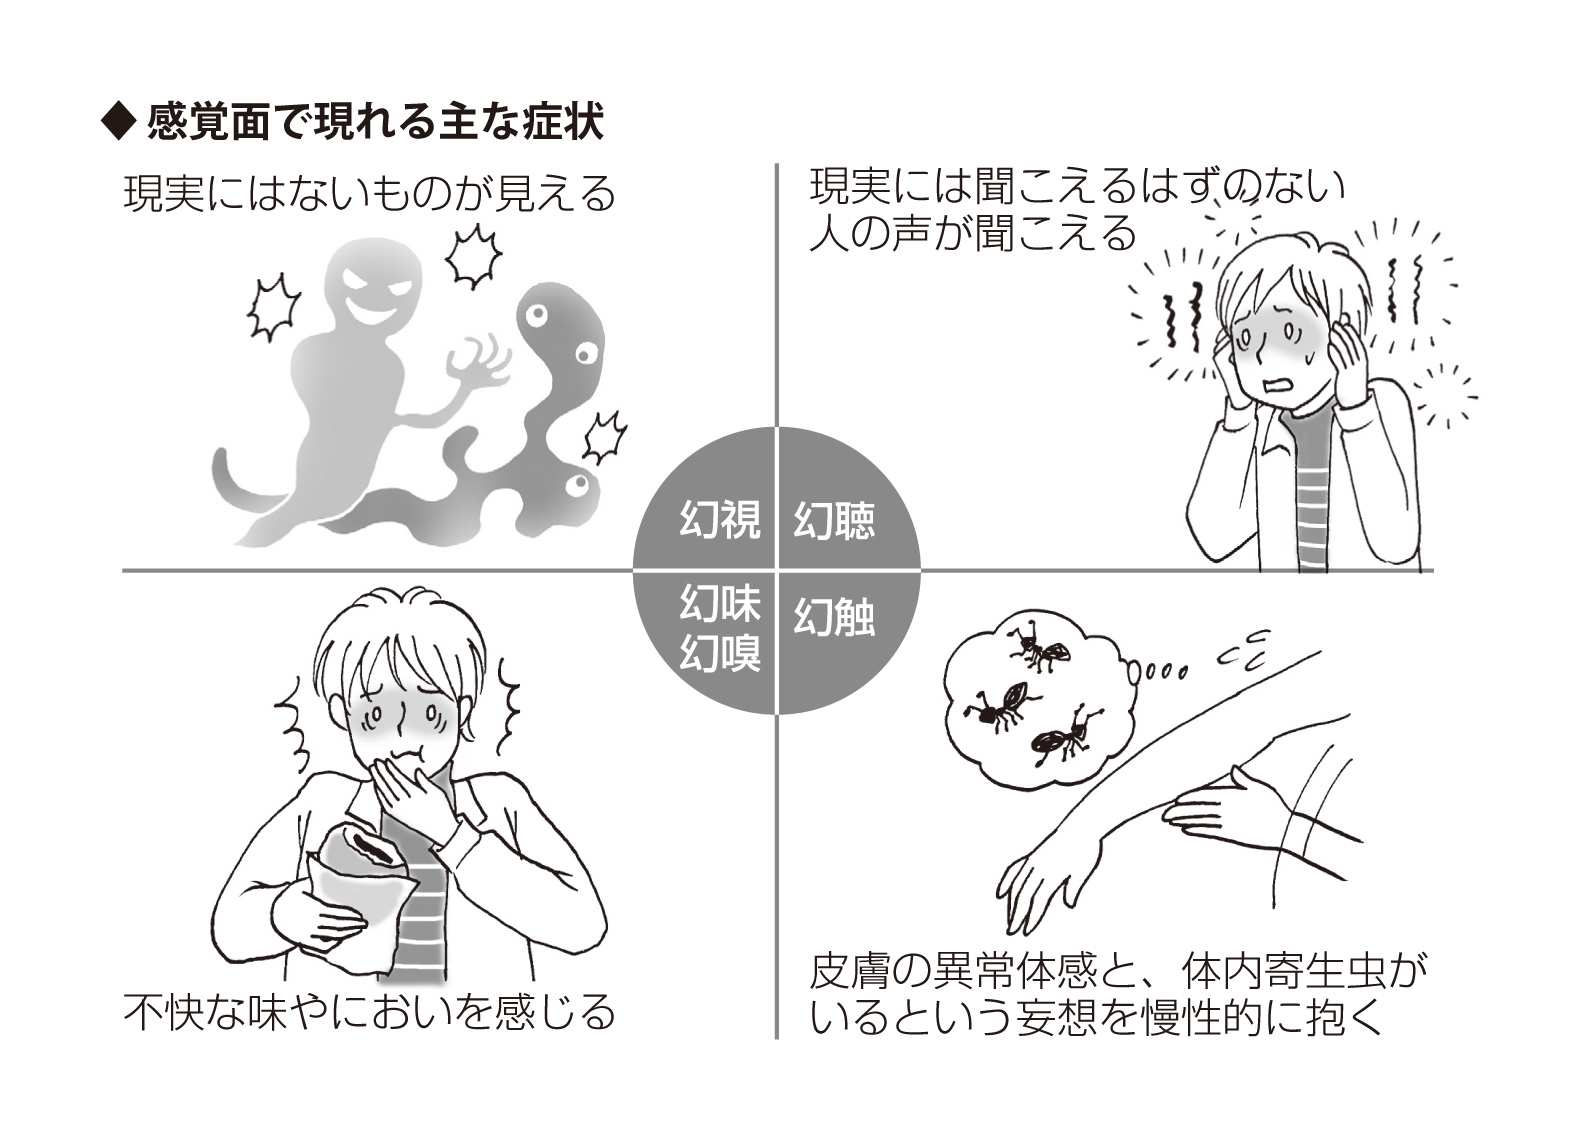 ◆感覚面で現れる主な症状
現実にはないものが見える
現実には聞こえるはずのない
人の声が聞こえる
幻視
幻聴
幻味
幻嗅
幻触
不快な味やにおいを感じる
皮膚の異常体感と、体内寄生虫が
いるという妄想を慢性的に抱く